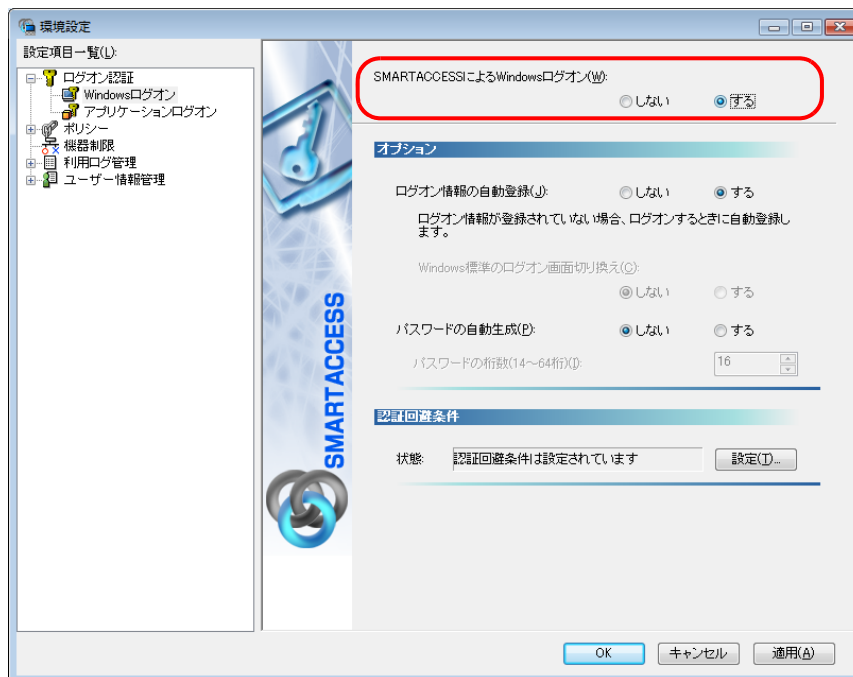 環境設定
設定項目一覧(L):
ログオン認証
Windowsログオン
アプリケーションログオン
ポリシー
機器制限
利用ログ管理
ユーザー情報管理
SMARTACCESS
SMARTACCESSによるWindowsログオン(W):
しない する
オプション
ログオン情報の自動登録(J): しない する
ログオン情報が登録されていない場合、ログオンするときに自動登録し
ます。
Windows標準のログオン画面切り換え(C):
しない する
パスワードの自動生成(P): しない する
パスワードの桁数(14～64桁)(I): 16
認証回避条件
状態: 認証回避条件は設定されています 設定(T)...
OK キャンセル 適用(A)